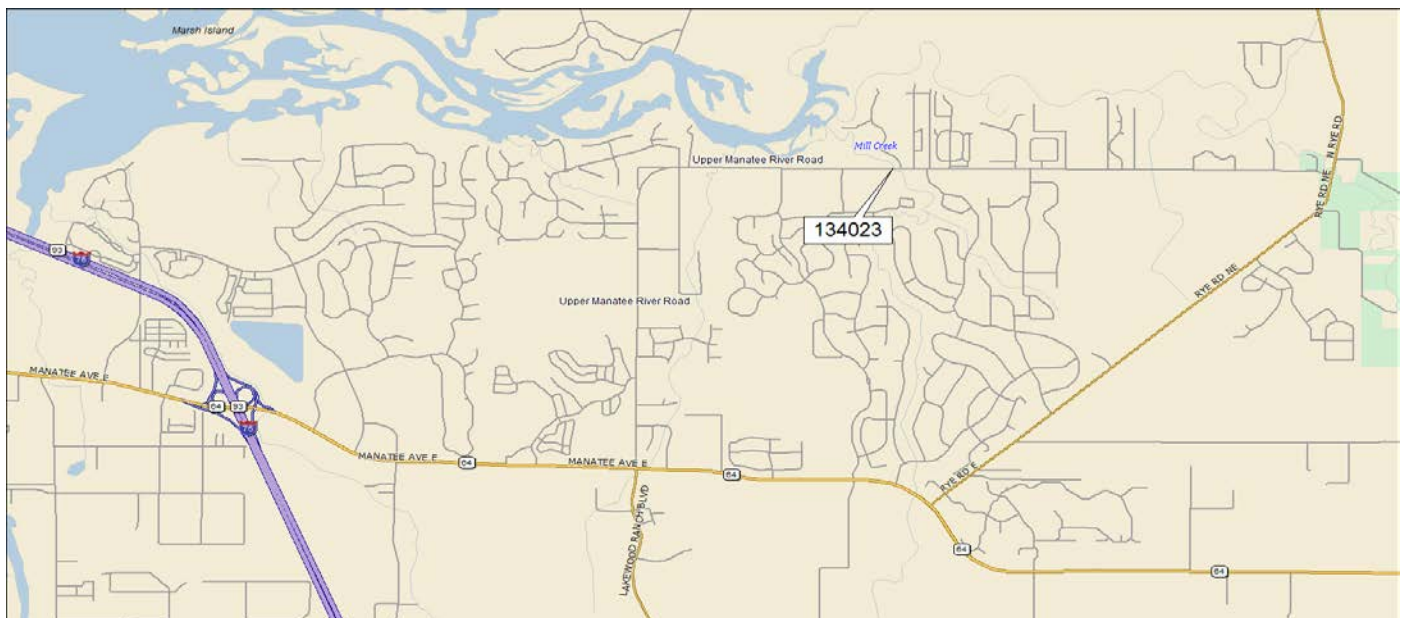 Marsh Island
Mill Creek
Upper Manatee River Road
134023
N RYE RD
RYE RD NE
93
75
Upper Manatee River Road
RYE RD NE
MANATEE AVE E
64
93
75
MANATEE AVE E
64
MANATEE AVE E
64
RYE RD E
LAKEWOOD RANCH BLVD
64
64